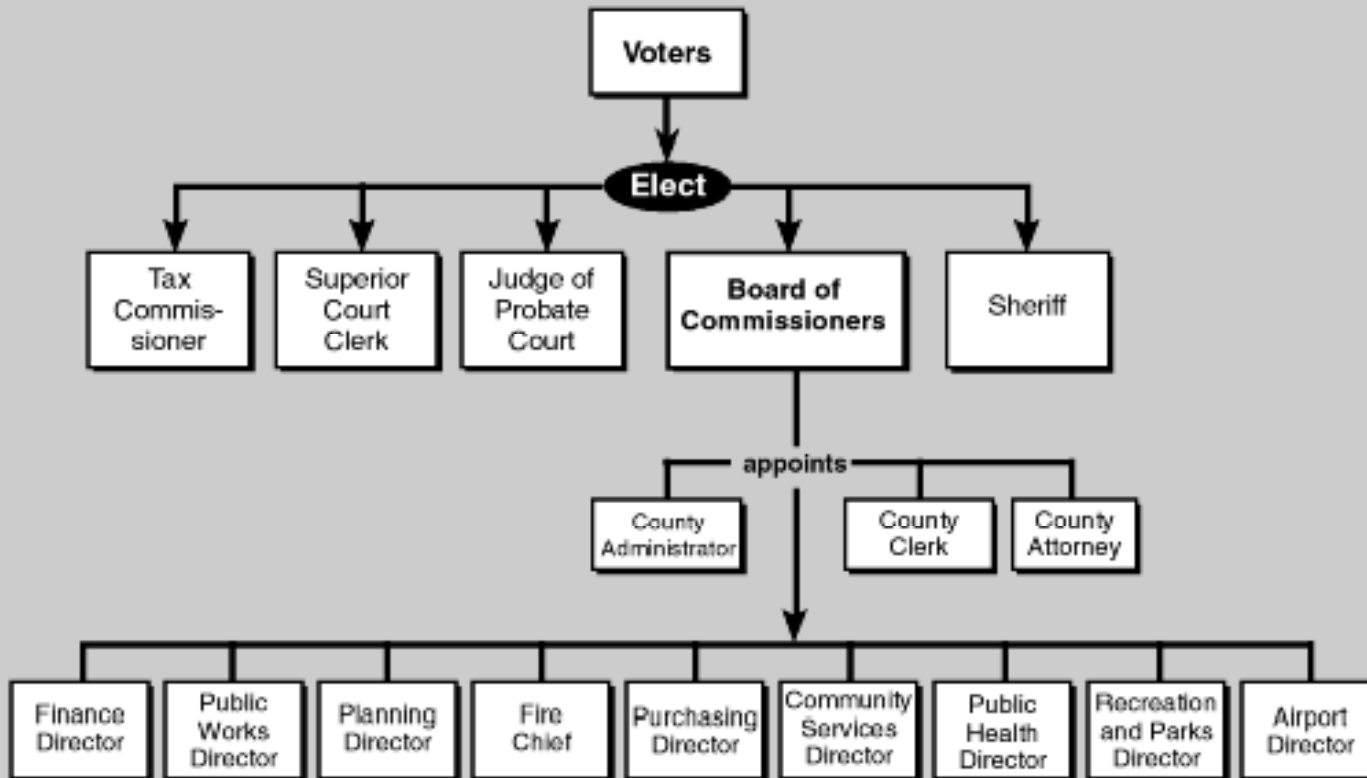 Voters
Elect
Tax
Commis-
sioner
Superior
Court
Clerk
Judge of
Probate
Court
Board of
Commissioners
Sheriff
appoints
County
Administrator
County
Clerk
County
Attorney
Finance
Director
Public
Works
Director
Planning
Director
Fire
Chief
Purchasing
Director
Community
Services
Director
Public
Health
Director
Recreation
and Parks
Director
Airport
Director